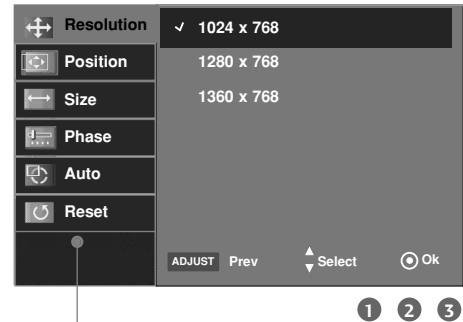 Resolution
Position
Size
Phase
Auto
Reset
✓ 1024 x 768
1280 x 768
1360 x 768
ADJUST Prev Select Ok
1 2 3